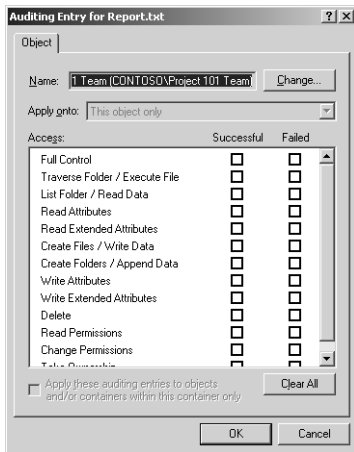 Auditing Entry for Report.txt
Object
Name: 1 Team (CONTOSO\Project 101 Team) Change...
Apply onto: This object only
Access: Successful Failed
Full Control
Traverse Folder / Execute File
List Folder / Read Data
Read Attributes
Read Extended Attributes
Create Files / Write Data
Create Folders / Append Data
Write Attributes
Write Extended Attributes
Delete
Read Permissions
Change Permissions
Take Ownership
Apply these auditing entries to objects
and/or containers within this container only
Clear All
OK Cancel